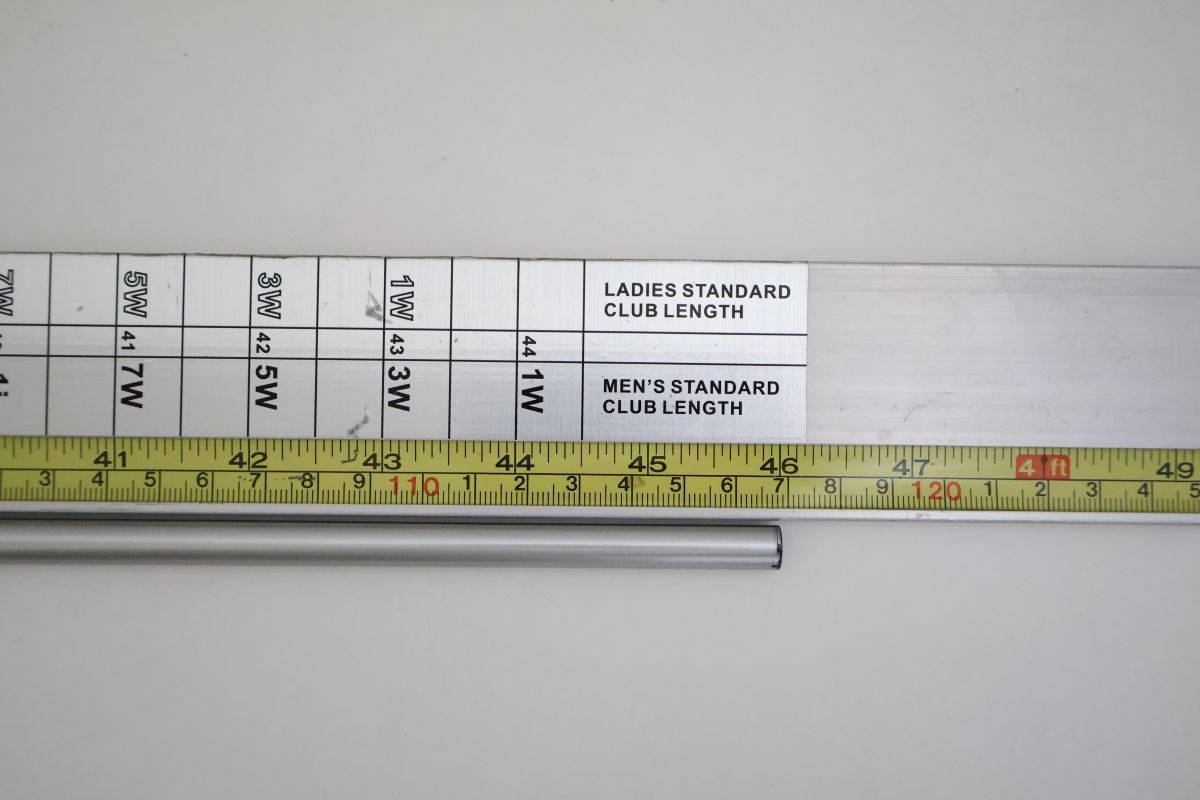 7W 5W 3W 1W
LADIES STANDARD
CLUB LENGTH
41 42 43 44
7W 5W 3W 1W
MEN'S STANDARD
CLUB LENGTH
41 42 43 44 45 46 47 4 ft 49
3 4 5 6 7 8 9 110 1 2 3 4 5 6 7 8 9 120 1 2 3 4 5